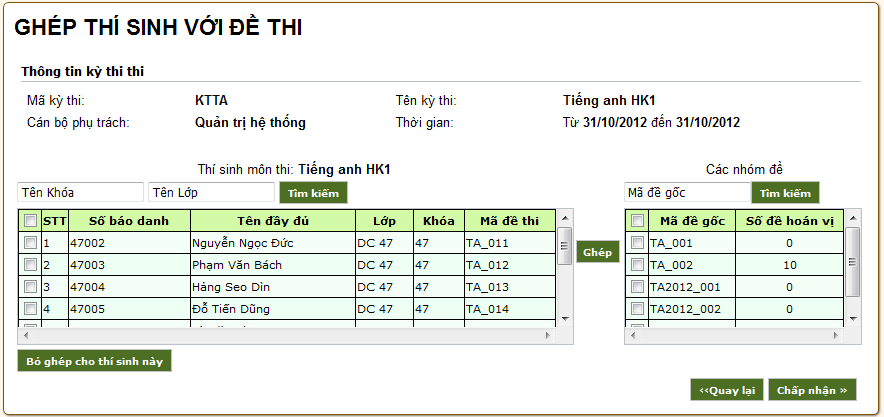 GHÉP THÍ SINH VỚI ĐỀ THI
Thông tin kỳ thi thi
Mã kỳ thi: KTTA Tên kỳ thi: Tiếng anh HK1
Cán bộ phụ trách: Quản trị hệ thống Thời gian: Từ 31/10/2012 đến 31/10/2012
Thí sinh môn thi: Tiếng anh HK1 Các nhóm đề
Tên Khóa Tên Lớp Tìm kiếm Mã đề gốc Tìm kiếm
STT Số báo danh Tên đầy đủ Lớp Khóa Mã đề thi Mã đề gốc Số đề hoán vị
1 47002 Nguyễn Ngọc Đức DC 47 47 TA_011 TA_001 0
Ghép
2 47003 Phạm Văn Bách DC 47 47 TA_012 TA_002 10
3 47004 Hảng Seo Dìn DC 47 47 TA_013 TA2012_001 0
4 47005 Đỗ Tiến Dũng DC 47 47 TA_014 TA2012_002 0
Bỏ ghép cho thí sinh này
‹‹Quay lại Chấp nhận »